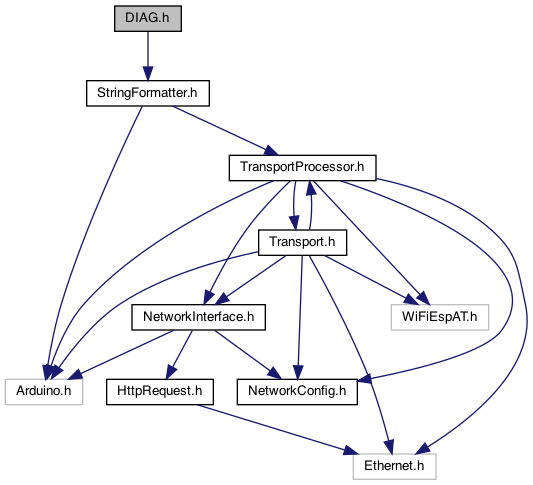 DIAG.h
StringFormatter.h
TransportProcessor.h
Transport.h
NetworkInterface.h
WiFiEspAT.h
Arduino.h
HttpRequest.h
NetworkConfig.h
Ethernet.h